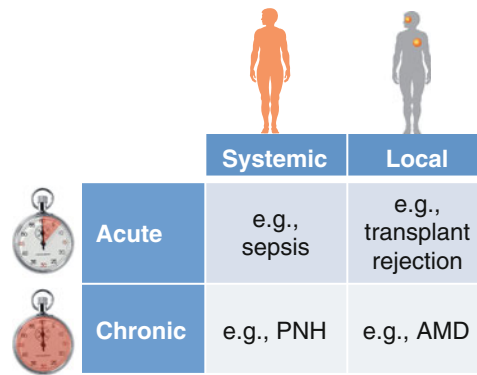 Systemic Local
Acute
e.g.,
sepsis
e.g.,
transplant
rejection
Chronic
e.g., PNH
e.g., AMD